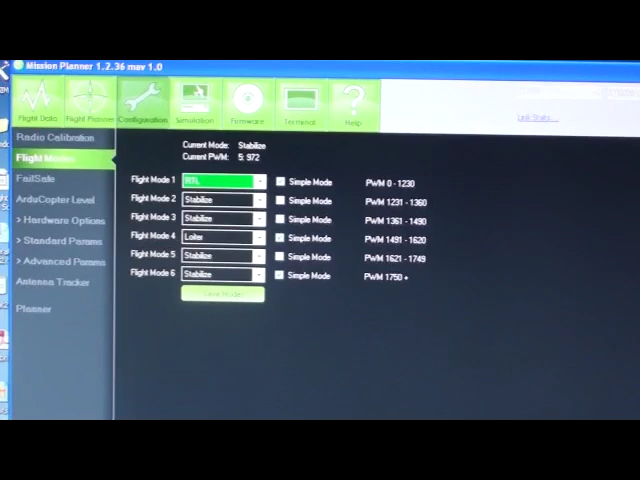 Mission Planner 1.2.36 mav 1.0
Flight Data
Flight Planner
Configuration
Simulation
Firmware
Terminal
Help
Link Stats...
Radio Calibration
Flight Modes
FailSafe
ArduCopter Level
> Hardware Options
> Standard Params
> Advanced Params
Antenna Tracker
Planner
Current Mode: Stabilize
Current PWM: 5: 972
Flight Mode 1 RTL Simple Mode PWM 0 - 1230
Flight Mode 2 Stabilize Simple Mode PWM 1231 - 1360
Flight Mode 3 Stabilize Simple Mode PWM 1361 - 1490
Flight Mode 4 Loiter Simple Mode PWM 1491 - 1620
Flight Mode 5 Stabilize Simple Mode PWM 1621 - 1749
Flight Mode 6 Stabilize Simple Mode PWM 1750 +
Save Modes